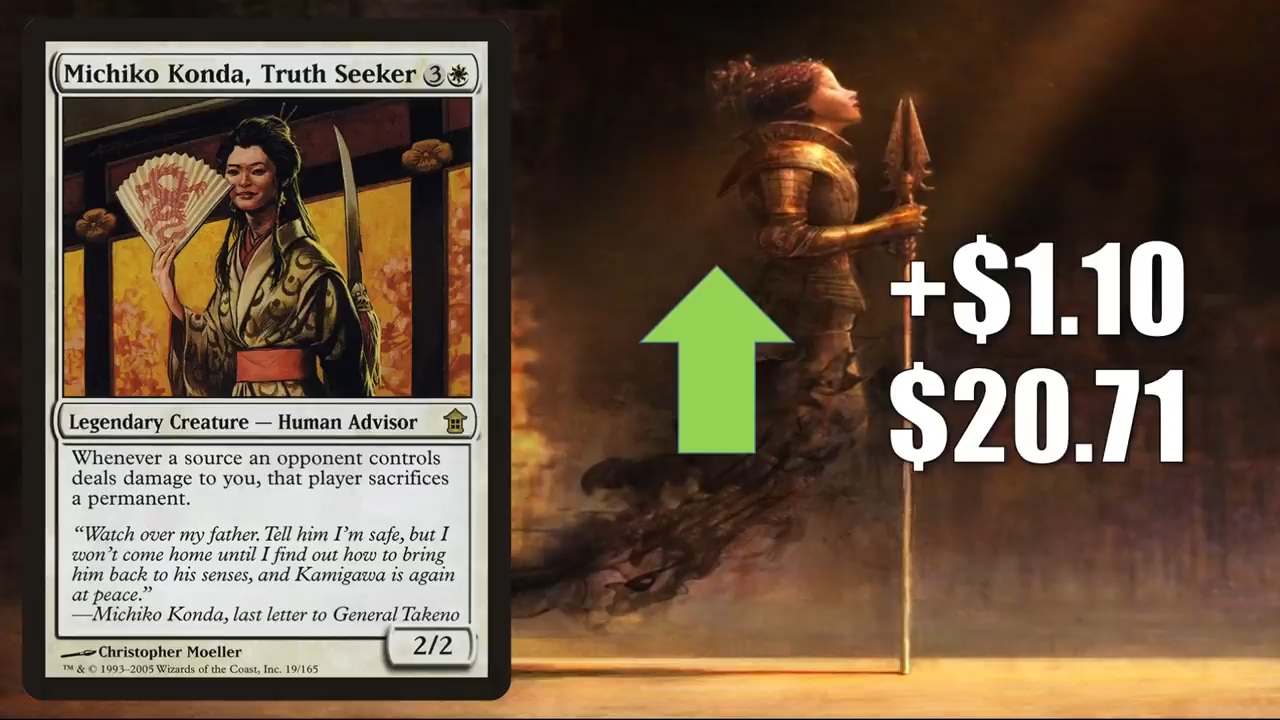 Michiko Konda, Truth Seeker 3
Legendary Creature — Human Advisor
Whenever a source an opponent controls
deals damage to you, that player sacrifices
a permanent.
“Watch over my father. Tell him I’m safe, but I
won’t come home until I find out how to bring
him back to his senses, and Kamigawa is again
at peace.”
—Michiko Konda, last letter to General Takeno
2/2
Christopher Moeller
™ & © 1993–2005 Wizards of the Coast, Inc. 19/165
+$1.10
$20.71